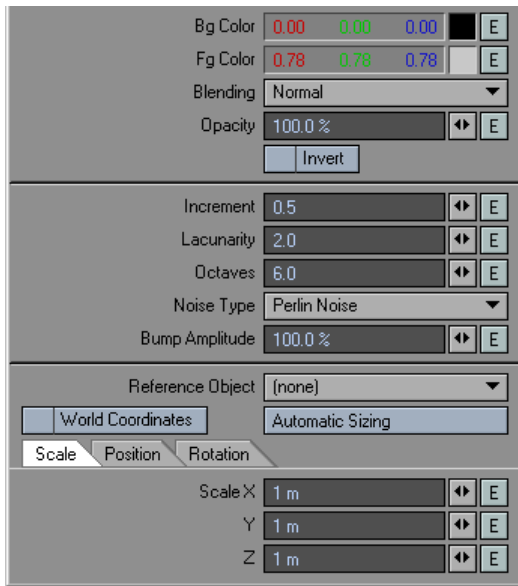 Bg Color 0.00 0.00 0.00 E
Fg Color 0.78 0.78 0.78 E
Blending Normal
Opacity 100.0 % E
Invert
Increment 0.5 E
Lacunarity 2.0 E
Octaves 6.0 E
Noise Type Perlin Noise
Bump Amplitude 100.0 % E
Reference Object (none)
World Coordinates Automatic Sizing
Scale Position Rotation
Scale X 1 m E
Y 1 m E
Z 1 m E